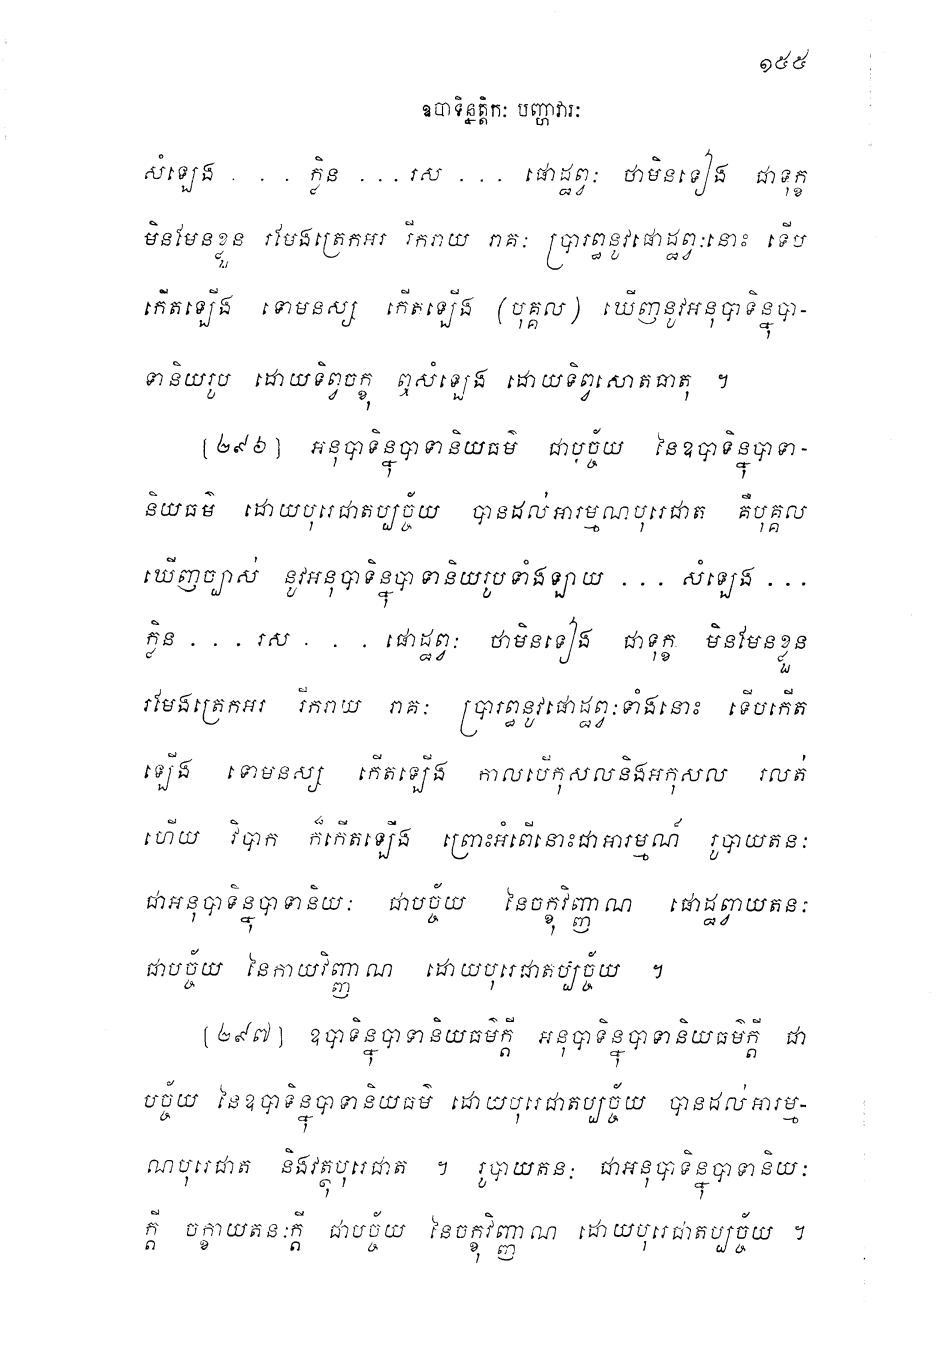 ១៥៥
ឧបាទិន្នត្តិកៈ បញ្ហាវារៈ
សំឡេង . . . ក្លិន ...រស ... ផោដ្ឋព្វៈ ថាមិនទៀង ជាទុក្ខ
មិនមែនខ្លួន រមែងត្រេកអរ រីករាយ រាគៈ ប្រារព្ធនូវផោដ្ឋព្វៈនោះ ទើប
កើតឡើង ទោមនស្ស កើតឡើង (បុគ្គល) ឃើញនូវអនុបាទិន្នុបា-
ទានិយរូប ដោយទិព្វចក្ខុ ឮសំឡេង ដោយទិព្វសោតធាតុ ។
(២៩៦) អនុបាទិន្នុបាទានិយធម៌ ជាបច្ច័យ នៃឧបាទិន្នុបាទា-
និយធម៌ ដោយបុរេជាតប្បច្ច័យ បានដល់អារម្មណបុរេជាត គឺបុគ្គល
ឃើញច្បាស់ នូវអនុបាទិន្នុបាទានិយរូបទាំងឡាយ ... សំឡេង ...
ក្លិន ...រស . . . ផោដ្ឋព្វៈ ថាមិនទៀង ជាទុក្ខ មិនមែនខ្លួន
រមែងត្រេកអរ រីករាយ រាគៈ ប្រារព្ធនូវផោដ្ឋព្វៈទាំងនោះ ទើបកើត
ឡើង ទោមនស្ស កើតឡើង កាលបើកុសលនិងអកុសល រលត់
ហើយ វិបាក ក៏កើតឡើង ព្រោះអំពើនោះជាអារម្មណ៍ រូបាយតនៈ
ជាអនុបាទិន្នុបាទានិយៈ ជាបច្ច័យ នៃចក្ខុវិញ្ញាណ ផោដ្ឋព្វាយតនៈ
ជាបច្ច័យ នៃកាយវិញ្ញាណ ដោយបុរេជាតប្ប័ច្ច័យ ។
(២៩៧) ឧបាទិន្នុបាទានិយធម៌ក្តី អនុបាទិន្នុបាទានិយធម៌ក្តី ជា
បច្ច័យ នៃឧបាទិន្នុបាទានិយធម៌ ដោយបុរេជាតប្បច្ច័យ បានដល់អារម្ម-
ណបុរេជាត និងវត្ថុបុរេជាត ។ រូបាយតនៈ ជាអនុបាទិន្នុបាទានិយៈ
ក្តី ចក្ខាយតនៈក្តី ជាបច្ច័យ នៃចក្ខុវិញ្ញាណ ដោយបុរេជាតប្បច្ច័យ ។